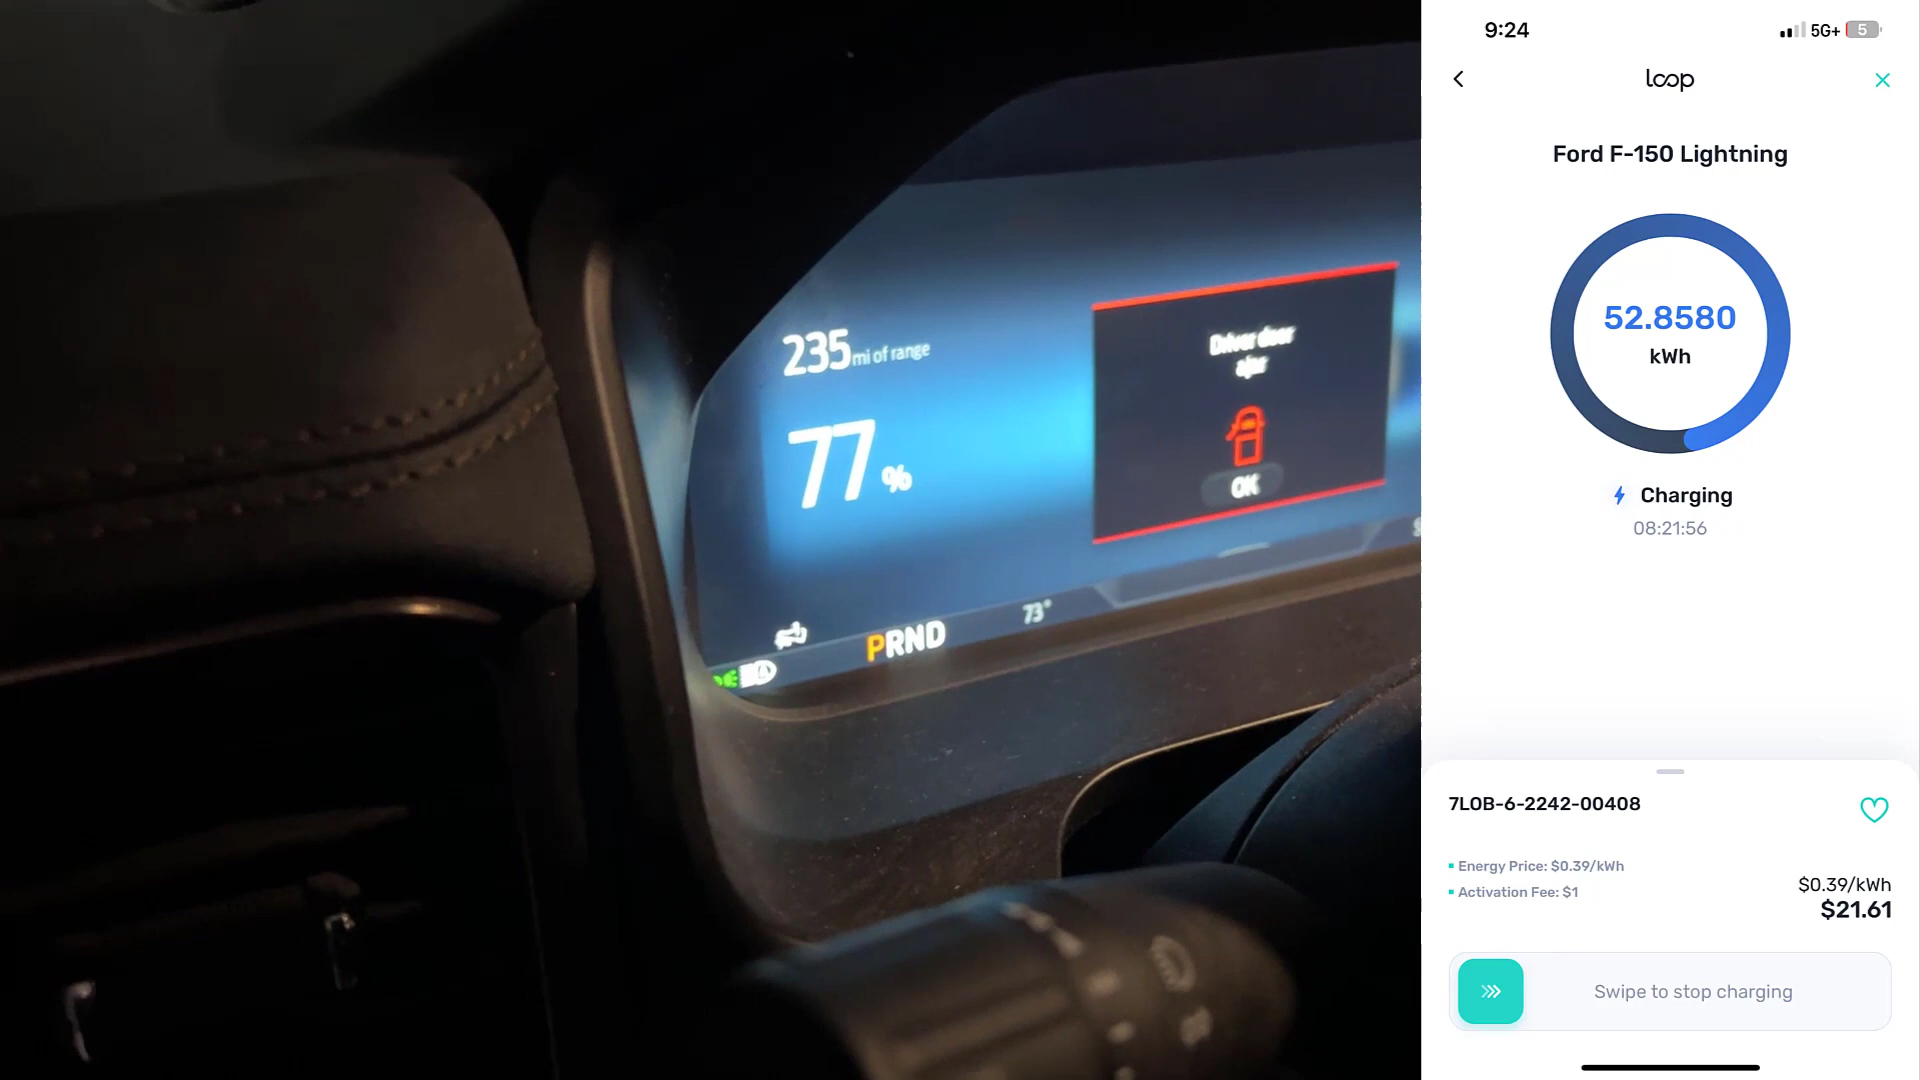 235 mi of range
77 %
Driver door
ajar
OK
PRND
73°
9:24
5G+
5
loop
Ford F-150 Lightning
52.8580
kWh
Charging
08:21:56
7LOB-6-2242-00408
Energy Price: $0.39/kWh
Activation Fee: $1
$0.39/kWh
$21.61
Swipe to stop charging